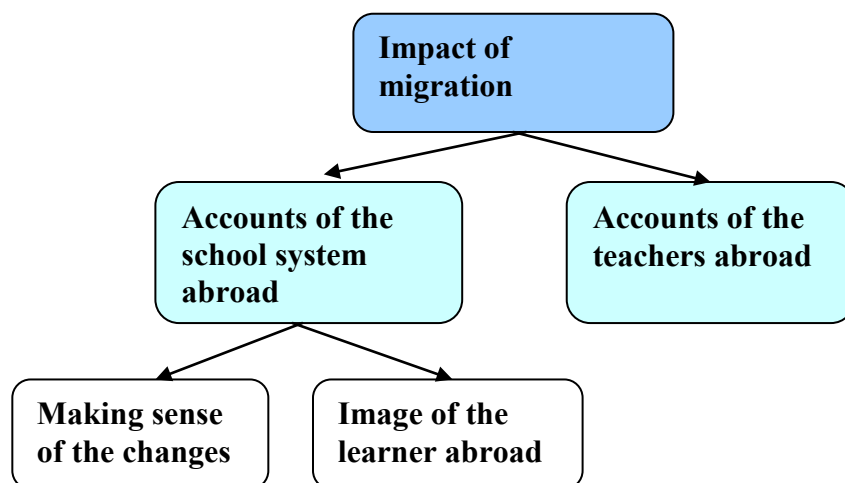 Impact of
migration
Accounts of the
school system
abroad
Accounts of the
teachers abroad
Making sense
of the changes
Image of the
learner abroad